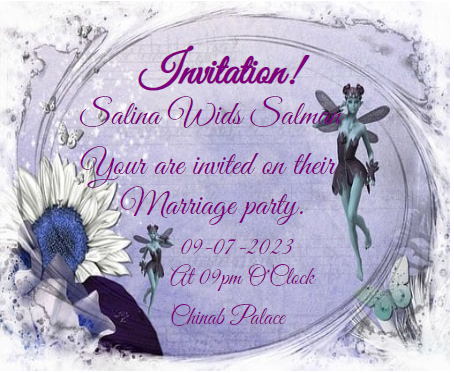 Invitation!
Salina Wids Salman
Your are invited on their
Marriage party.
09-07-2023
At 09pm O'Clock
Chinab Palace